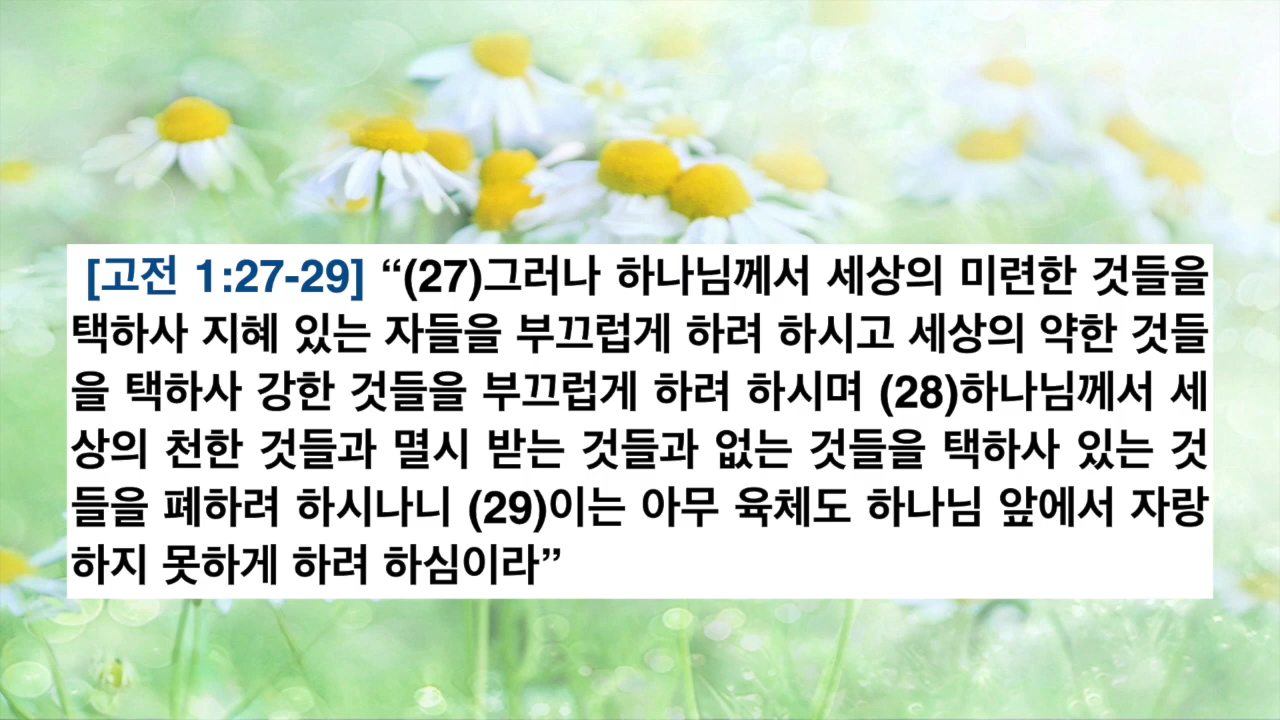 [고전 1:27-29] “(27)그러나 하나님께서 세상의 미련한 것들을
택하사 지혜 있는 자들을 부끄럽게 하려 하시고 세상의 약한 것들
을 택하사 강한 것들을 부끄럽게 하려 하시며 (28)하나님께서 세
상의 천한 것들과 멸시 받는 것들과 없는 것들을 택하사 있는 것
들을 폐하려 하시나니 (29)이는 아무 육체도 하나님 앞에서 자랑
하지 못하게 하려 하심이라”